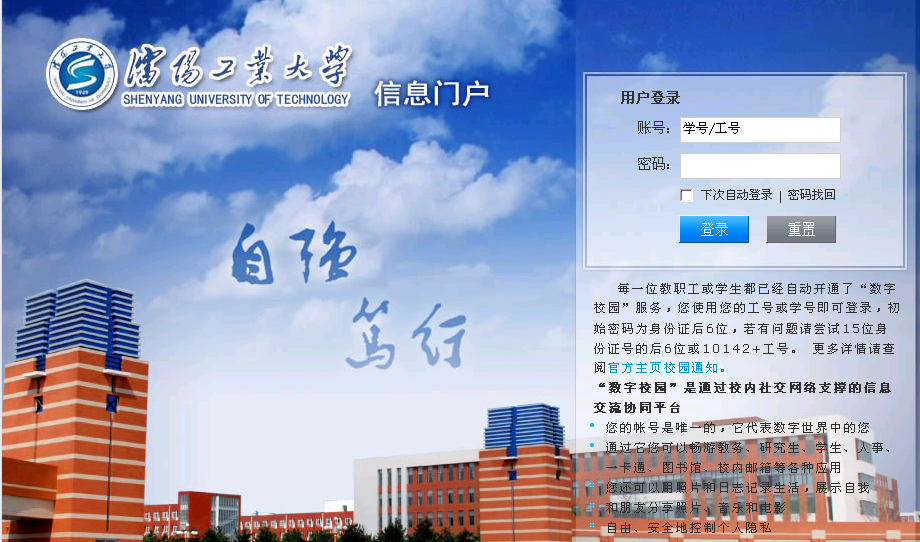 瀋陽工業大學
SHENYANG UNIVERSITY OF TECHNOLOGY
信息门户
自强
笃行
用户登录
账号： 学号/工号
密码：
下次自动登录 | 密码找回
登录 重置
每一位教职工或学生都已经自动开通了“数字
校园”服务，您使用您的工号或学号即可登录，初
始密码为身份证后6位，若有问题请尝试15位身
份证号的后6位或10142+工号。 更多详情请查
阅官方主页校园通知。
“数字校园”是通过校内社交网络支撑的信息
交流协同平台
您的帐号是唯一的，它代表数字世界中的您
通过它您可以畅游教务、研究生、学生、人事、
一卡通、图书馆、校内邮箱等各种应用
您还可以用照片和日志记录生活，展示自我
和朋友分享照片、音乐和电影
自由、安全地控制个人隐私